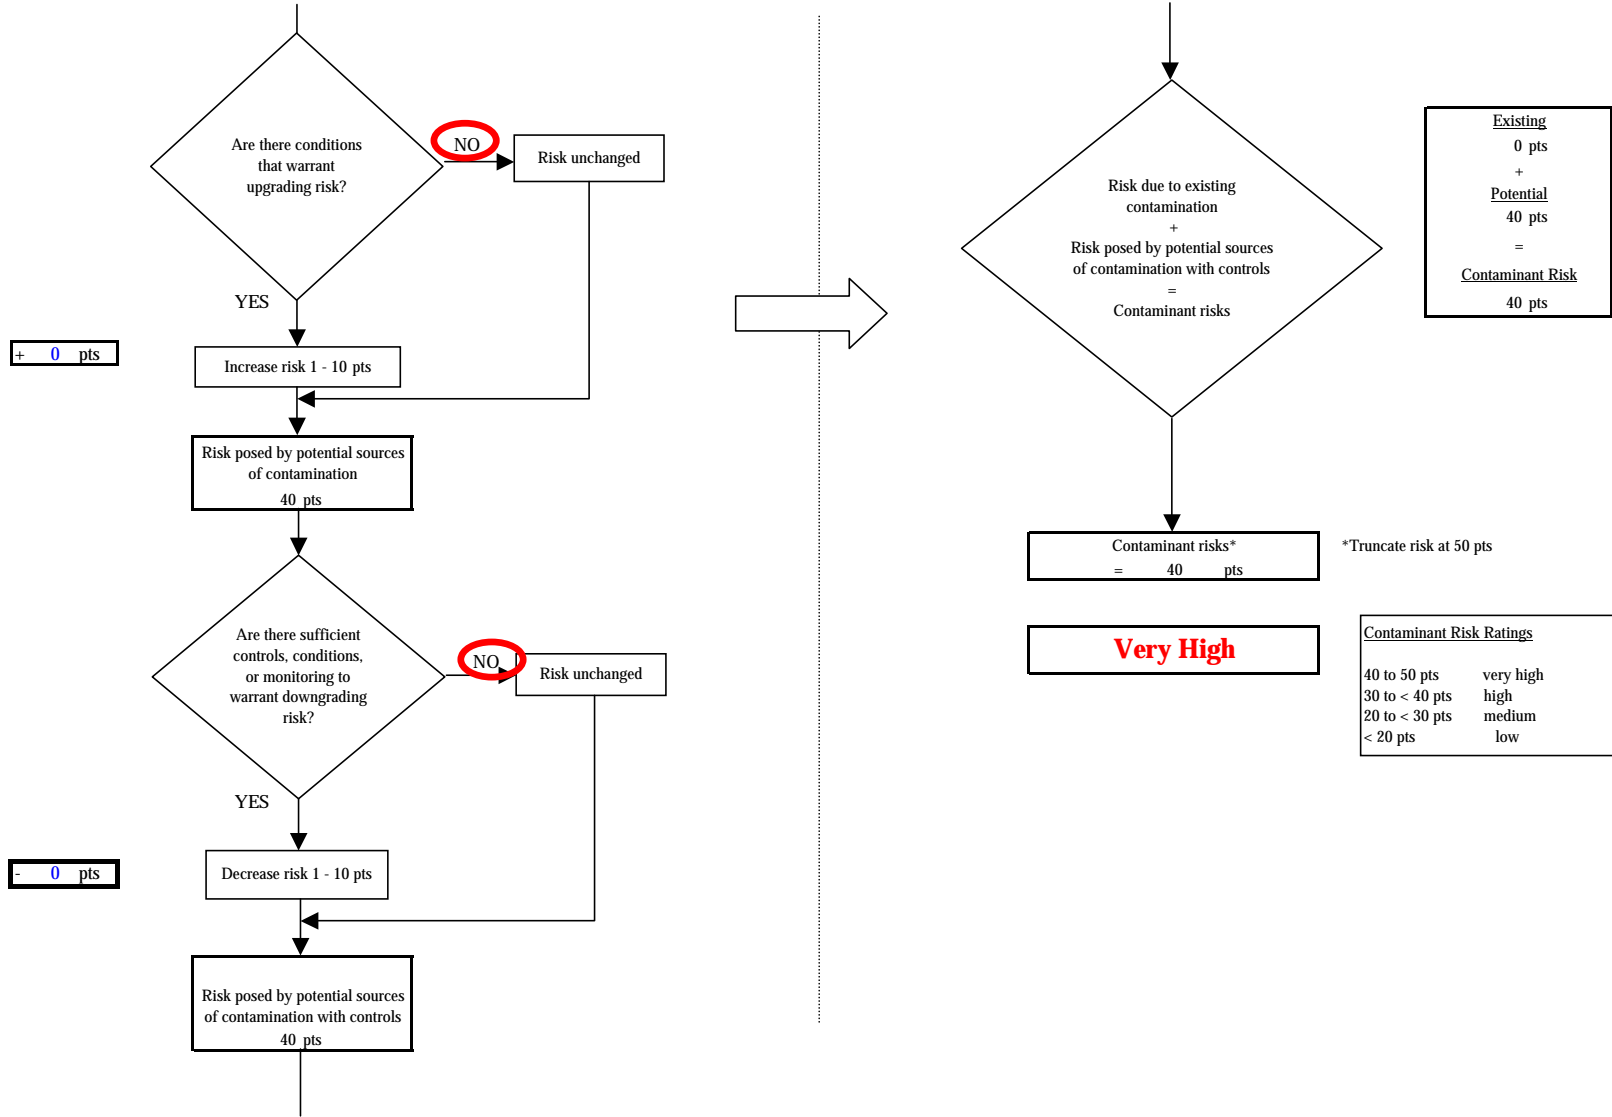 Are there conditions
that warrant
upgrading risk?
NO
Risk unchanged
YES
+ 0 pts
Increase risk 1 - 10 pts
Risk posed by potential sources
of contamination
40 pts
Are there sufficient
controls, conditions,
or monitoring to
warrant downgrading
risk?
NO
Risk unchanged
YES
- 0 pts
Decrease risk 1 - 10 pts
Risk posed by potential sources
of contamination with controls
40 pts
Risk due to existing
contamination
+
Risk posed by potential sources
of contamination with controls
=
Contaminant risks
Existing
0 pts
+
Potential
40 pts
=
Contaminant Risk
40 pts
Contaminant risks*
= 40 pts
*Truncate risk at 50 pts
Very High
Contaminant Risk Ratings
40 to 50 pts very high
30 to < 40 pts high
20 to < 30 pts medium
< 20 pts low